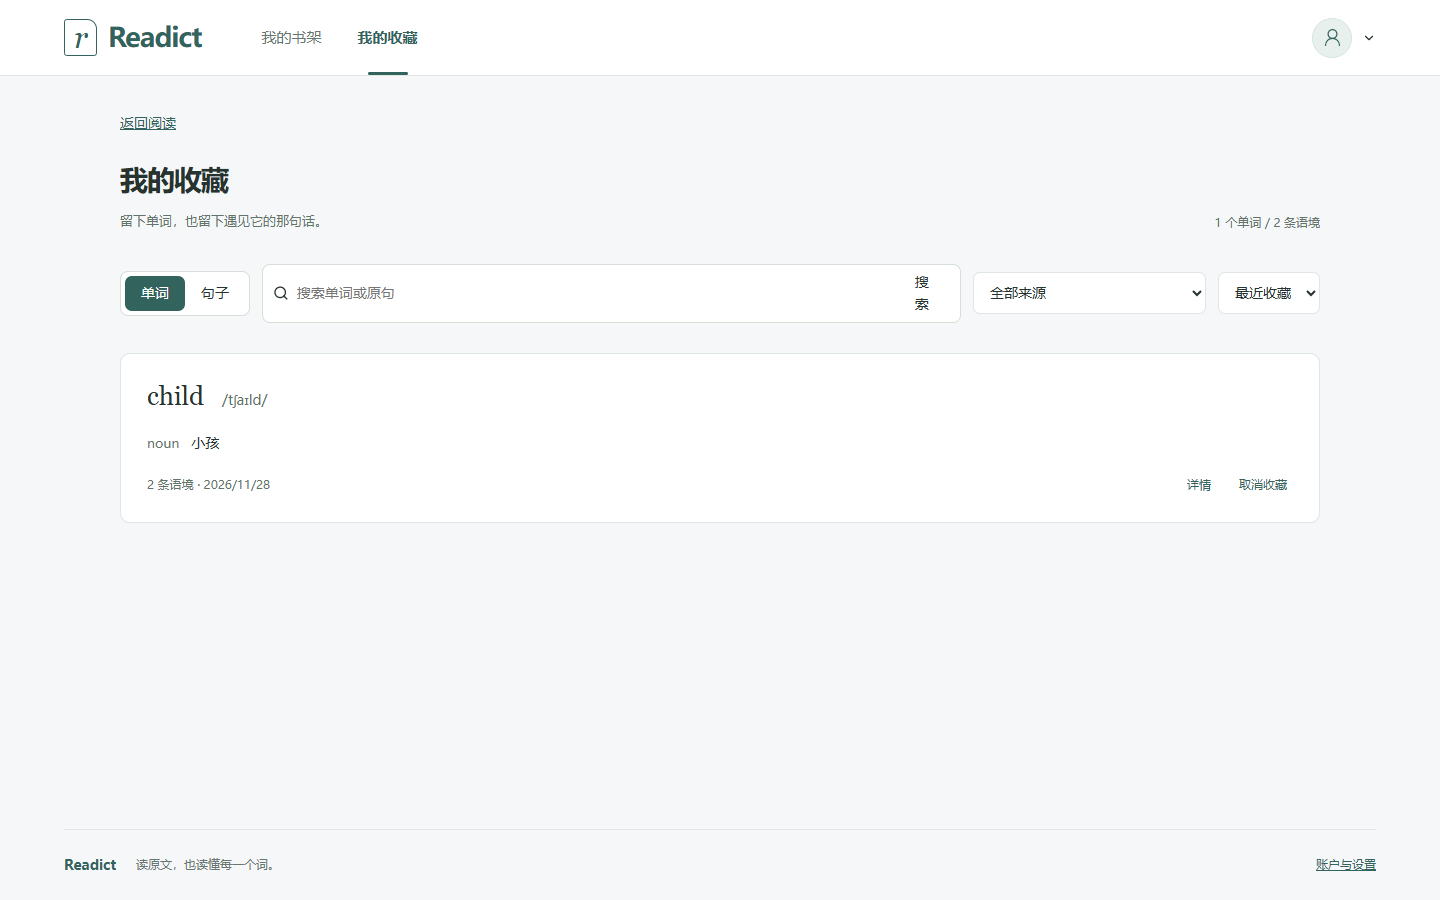 r Readict 我的书架 我的收藏
返回阅读
我的收藏
留下单词，也留下遇见它的那句话。 1 个单词 / 2 条语境
单词 句子 搜索单词或原句 搜索 全部来源 最近收藏
child /tʃaɪld/
noun 小孩
2 条语境 · 2026/11/28 详情 取消收藏
Readict 读原文，也读懂每一个词。 账户与设置